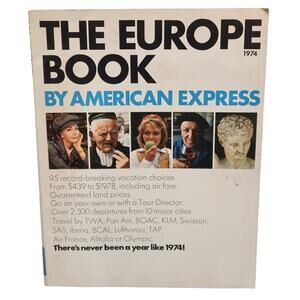 THE EUROPE
1974
BOOK
BY AMERICAN EXPRESS
95 record-breaking vacation choices.
From $439 to $1978, including air fare.
Guaranteed land prices.
Go on your own or with a Tour Director.
Over 2,500 departures from 10 major cities.
Travel by TWA, Pan Am, BOAC, KLM, Swissair,
SAS, Iberia, BCAL, Lufthansa, TAP,
Air France, Alitalia or Olympic.
There's never been a year like 1974!